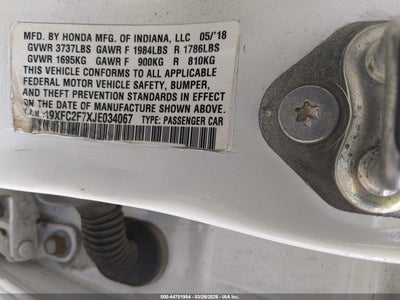 MFD. BY HONDA MFG. OF INDIANA, LLC 05/'18
GVWR 3737LBS GAWR F 1984LBS R 1786LBS
GVWR 1695KG GAWR F 900KG R 810KG
THIS VEHICLE CONFORMS TO ALL APPLICABLE
FEDERAL MOTOR VEHICLE SAFETY, BUMPER,
AND THEFT PREVENTION STANDARDS IN EFFECT
ON THE DATE OF MANUFACTURE SHOWN ABOVE.
19XFC2F7XJE034067 TYPE: PASSENGER CAR
000-44751984 03/28/2026 IAA Inc.